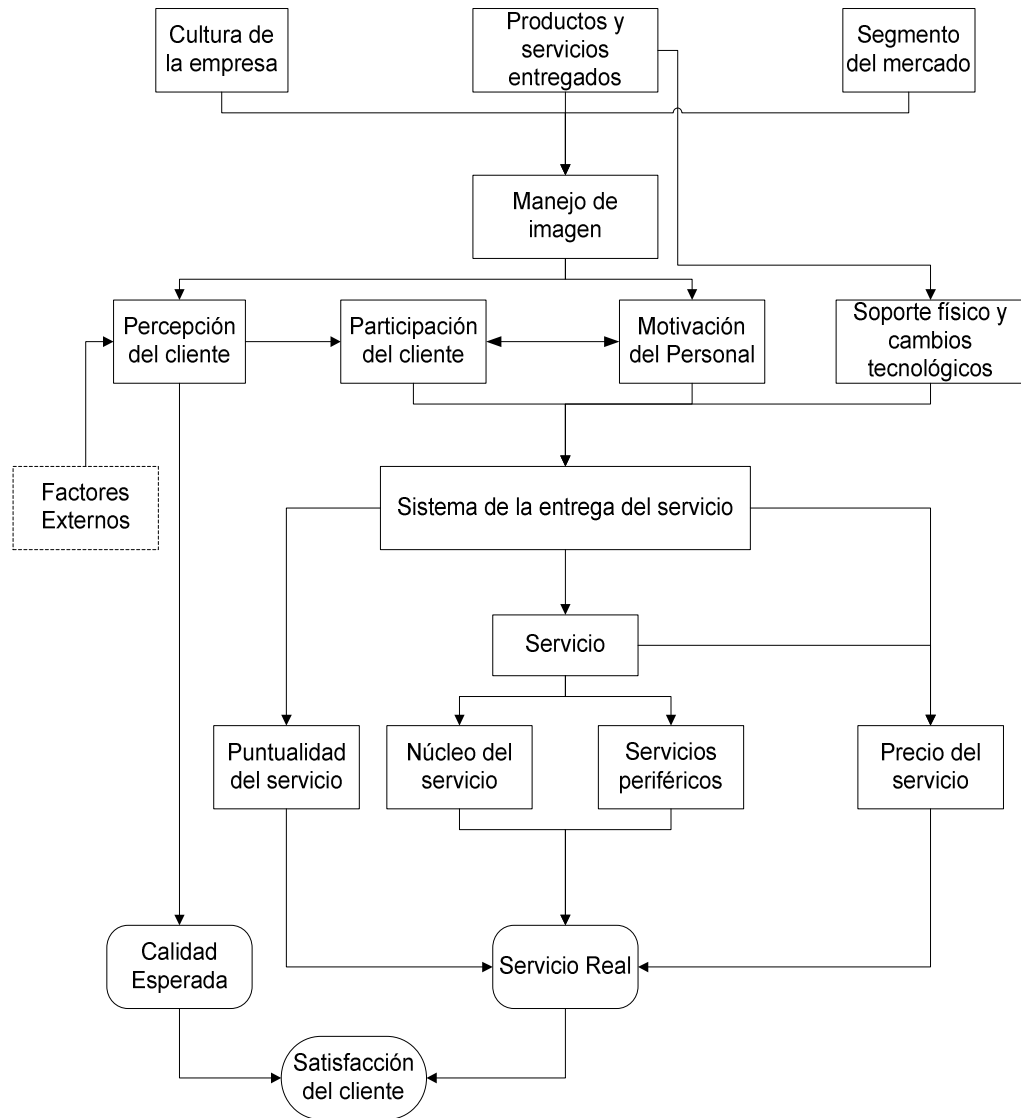 Cultura de
la empresa
Productos y
servicios
entregados
Segmento
del mercado
Manejo de
imagen
Percepción
del cliente
Participación
del cliente
Motivación
del Personal
Soporte físico y
cambios
tecnológicos
Factores
Externos
Sistema de la entrega del servicio
Servicio
Puntualidad
del servicio
Núcleo del
servicio
Servicios
periféricos
Precio del
servicio
Calidad
Esperada
Servicio Real
Satisfacción
del cliente